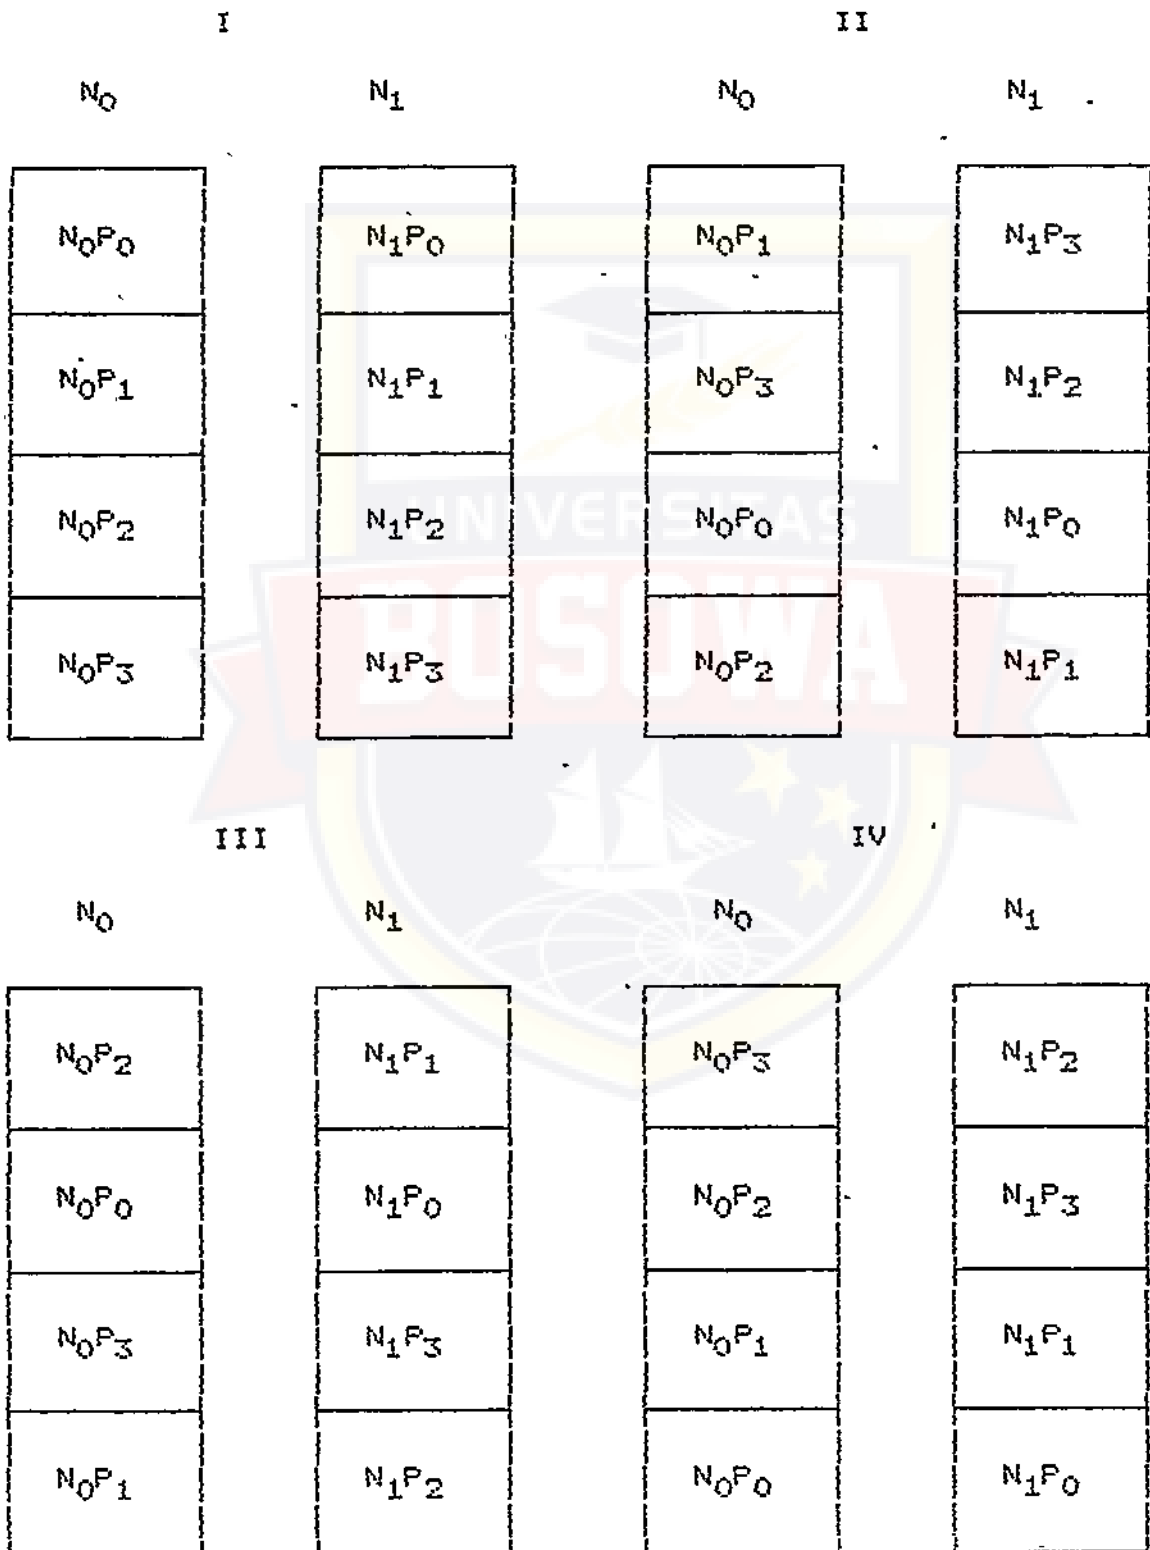 I II
N₀ N₁ N₀ N₁
N₀P₀ N₁P₀ N₀P₁ N₁P₃
N₀P₁ N₁P₁ N₀P₃ N₁P₂
N₀P₂ N₁P₂ N₀P₀ N₁P₀
N₀P₃ N₁P₃ N₀P₂ N₁P₁
III IV
N₀ N₁ N₀ N₁
N₀P₂ N₁P₁ N₀P₃ N₁P₂
N₀P₀ N₁P₀ N₀P₂ N₁P₃
N₀P₃ N₁P₃ N₀P₁ N₁P₁
N₀P₁ N₁P₂ N₀P₀ N₁P₀
UNIVERSITAS
BOSOWA